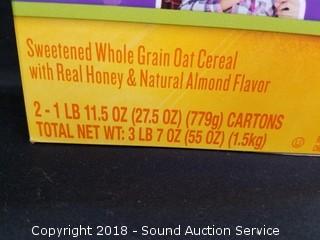 Sweetened Whole Grain Oat Cereal
with Real Honey & Natural Almond Flavor
2 - 1 LB 11.5 OZ (27.5 OZ) (779g) CARTONS
TOTAL NET WT: 3 LB 7 OZ (55 OZ) (1.5kg)
Copyright 2018 - Sound Auction Service